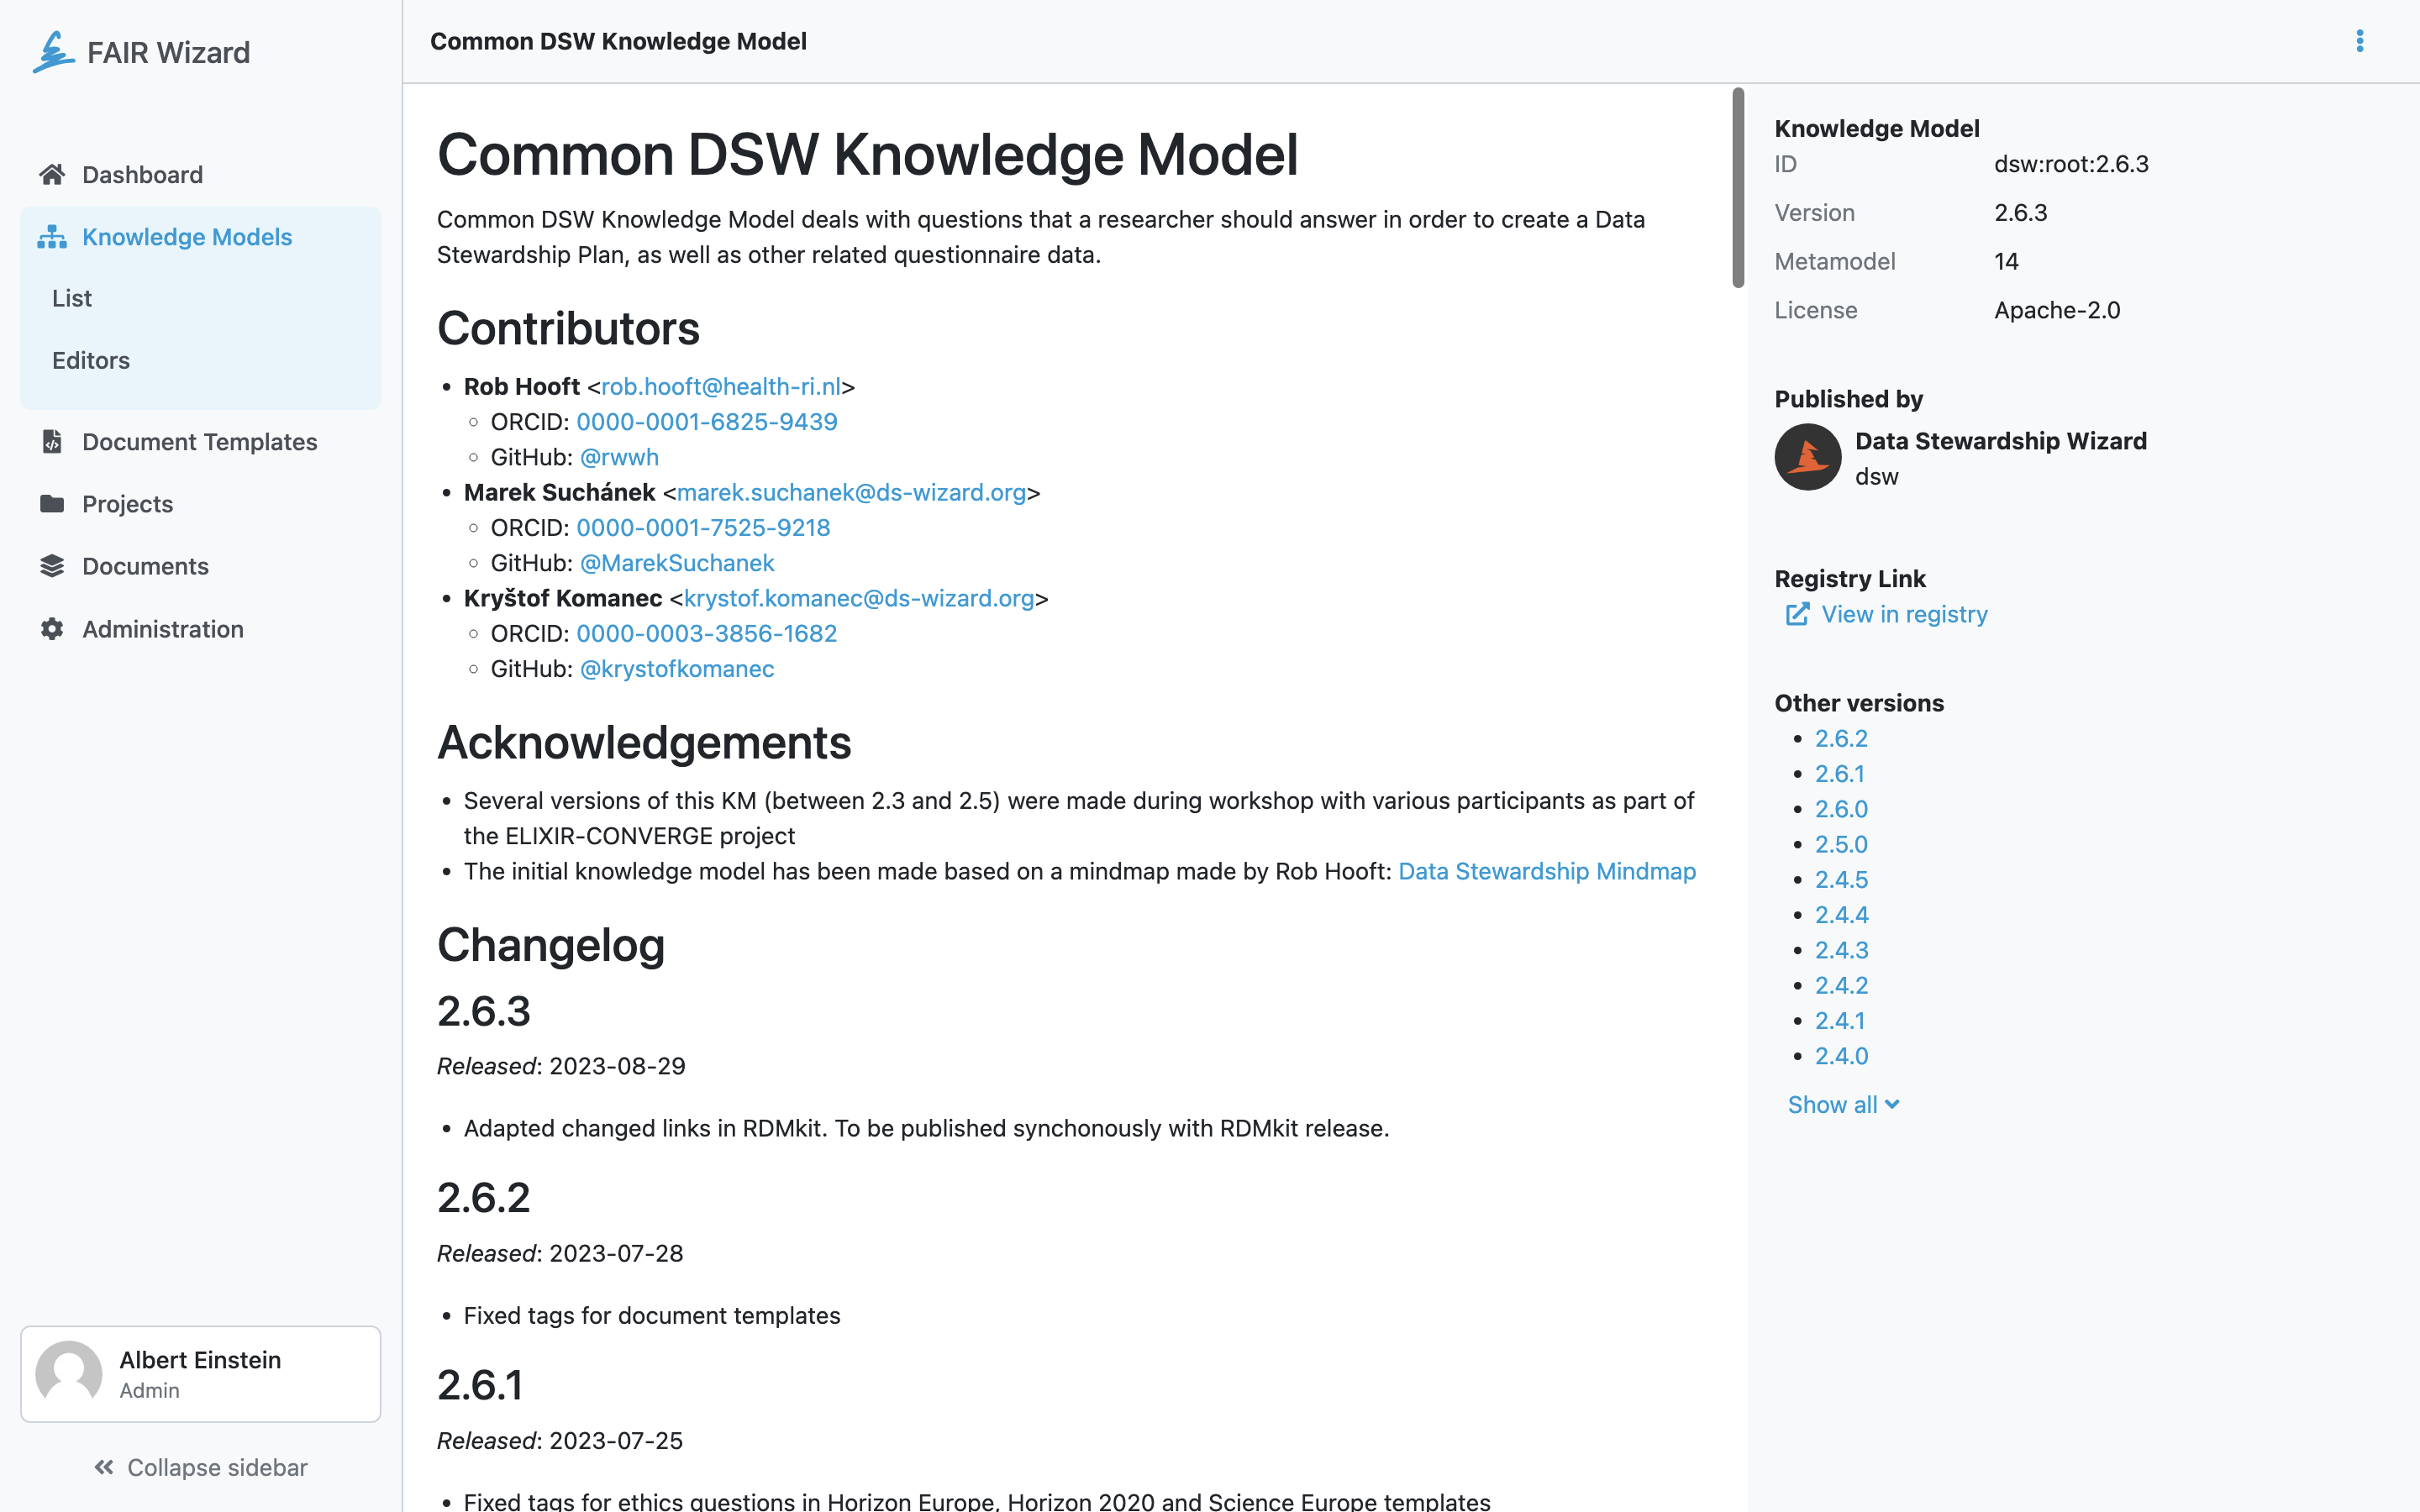 FAIR Wizard
Dashboard
Knowledge Models
List
Editors
Document Templates
Projects
Documents
Administration
Albert Einstein
Admin
Collapse sidebar
Common DSW Knowledge Model
Common DSW Knowledge Model
Common DSW Knowledge Model deals with questions that a researcher should answer in order to create a Data
Stewardship Plan, as well as other related questionnaire data.
Contributors
• Rob Hooft <rob.hooft@health-ri.nl>
◦ ORCID: 0000-0001-6825-9439
◦ GitHub: @rwwh
• Marek Suchánek <marek.suchanek@ds-wizard.org>
◦ ORCID: 0000-0001-7525-9218
◦ GitHub: @MarekSuchanek
• Kryštof Komanec <krystof.komanec@ds-wizard.org>
◦ ORCID: 0000-0003-3856-1682
◦ GitHub: @krystofkomanec
Acknowledgements
• Several versions of this KM (between 2.3 and 2.5) were made during workshop with various participants as part of
the ELIXIR-CONVERGE project
• The initial knowledge model has been made based on a mindmap made by Rob Hooft: Data Stewardship Mindmap
Changelog
2.6.3
Released: 2023-08-29
• Adapted changed links in RDMkit. To be published synchonously with RDMkit release.
2.6.2
Released: 2023-07-28
• Fixed tags for document templates
2.6.1
Released: 2023-07-25
• Fixed tags for ethics questions in Horizon Europe, Horizon 2020 and Science Europe templates
Knowledge Model
ID dsw:root:2.6.3
Version 2.6.3
Metamodel 14
License Apache-2.0
Published by
Data Stewardship Wizard
dsw
Registry Link
View in registry
Other versions
• 2.6.2
• 2.6.1
• 2.6.0
• 2.5.0
• 2.4.5
• 2.4.4
• 2.4.3
• 2.4.2
• 2.4.1
• 2.4.0
Show all